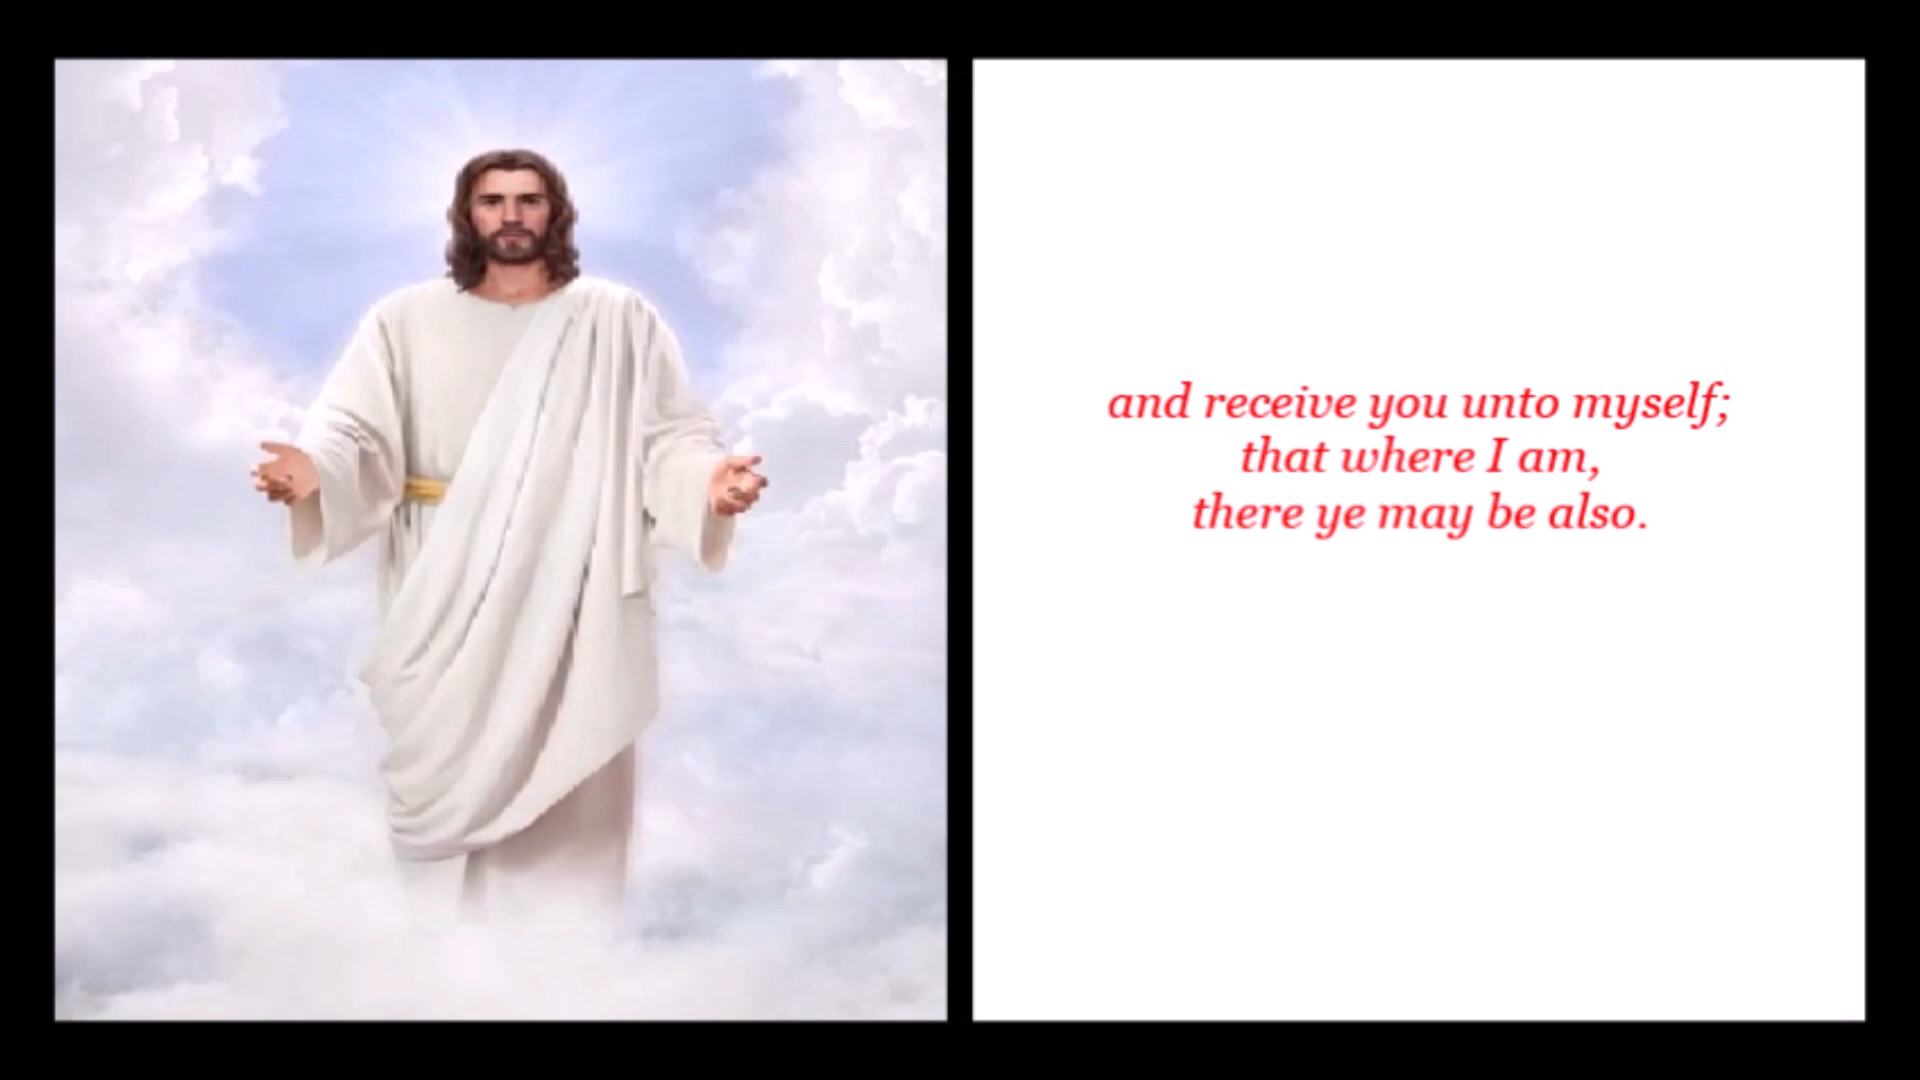 and receive you unto myself;
that where I am,
there ye may be also.